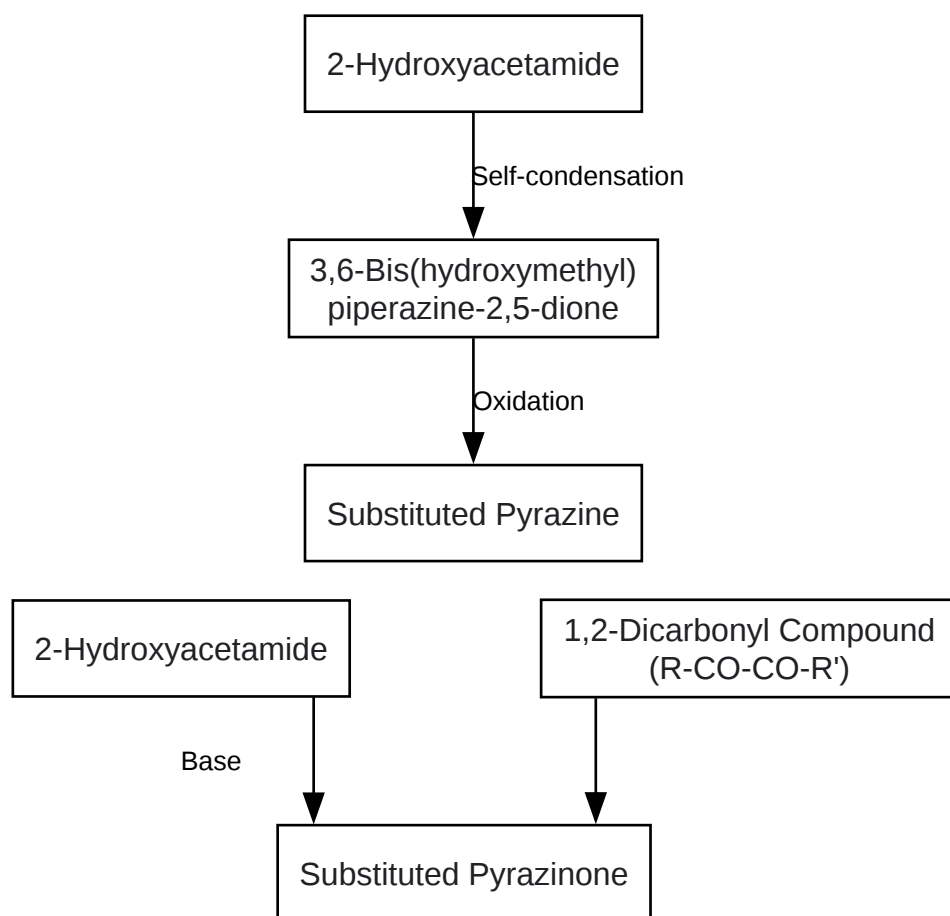 2-Hydroxyacetamide
Self-condensation
3,6-Bis(hydroxymethyl)
piperazine-2,5-dione
Oxidation
Substituted Pyrazine
2-Hydroxyacetamide
1,2-Dicarbonyl Compound
(R-CO-CO-R')
Base
Substituted Pyrazinone